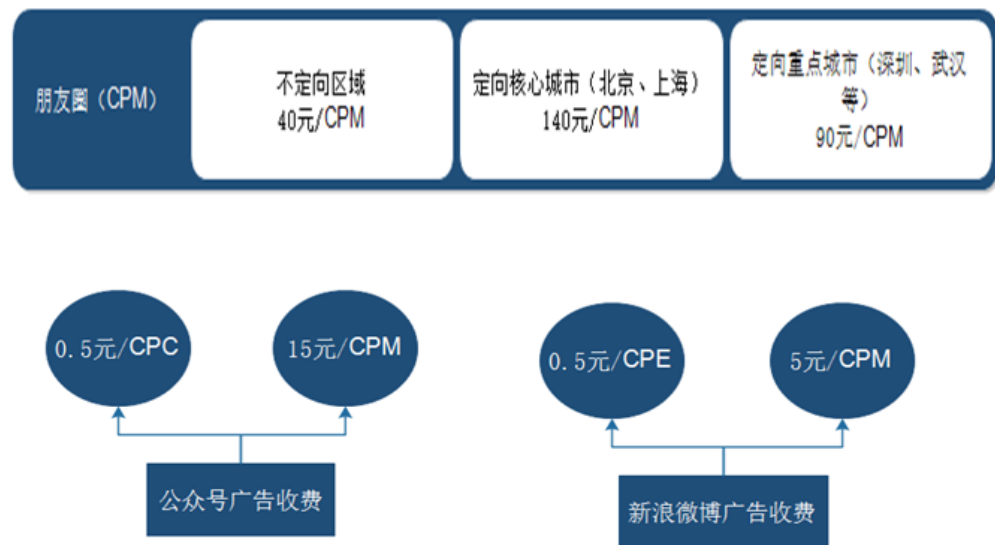 朋友圈（CPM）
不定向区域
40元/CPM
定向核心城市（北京、上海）
140元/CPM
定向重点城市（深圳、武汉
等）
90元/CPM
0.5元/CPC
15元/CPM
公众号广告收费
0.5元/CPE
5元/CPM
新浪微博广告收费